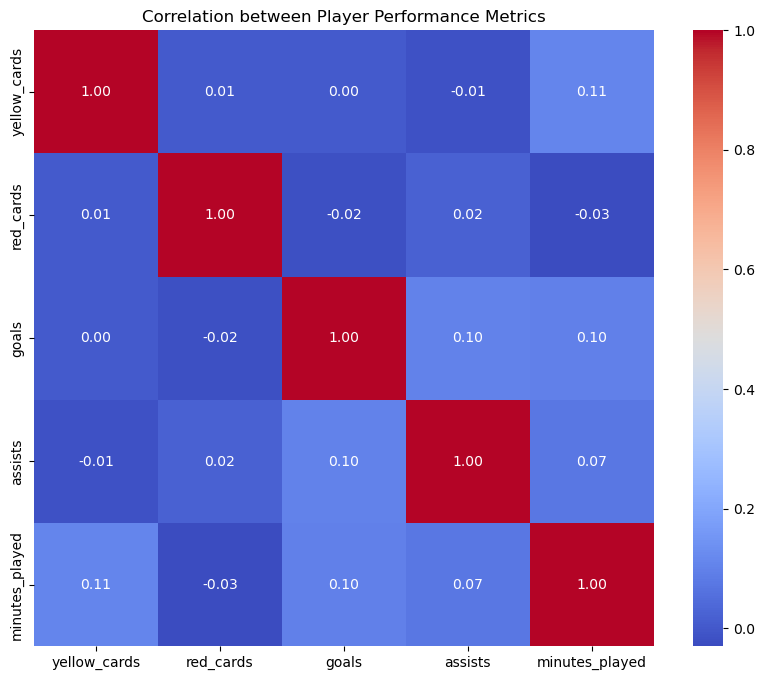 Correlation between Player Performance Metrics
yellow_cards 1.00 0.01 0.00 -0.01 0.11
red_cards 0.01 1.00 -0.02 0.02 -0.03
goals 0.00 -0.02 1.00 0.10 0.10
assists -0.01 0.02 0.10 1.00 0.07
minutes_played 0.11 -0.03 0.10 0.07 1.00
yellow_cards red_cards goals assists minutes_played
1.0
0.8
0.6
0.4
0.2
0.0